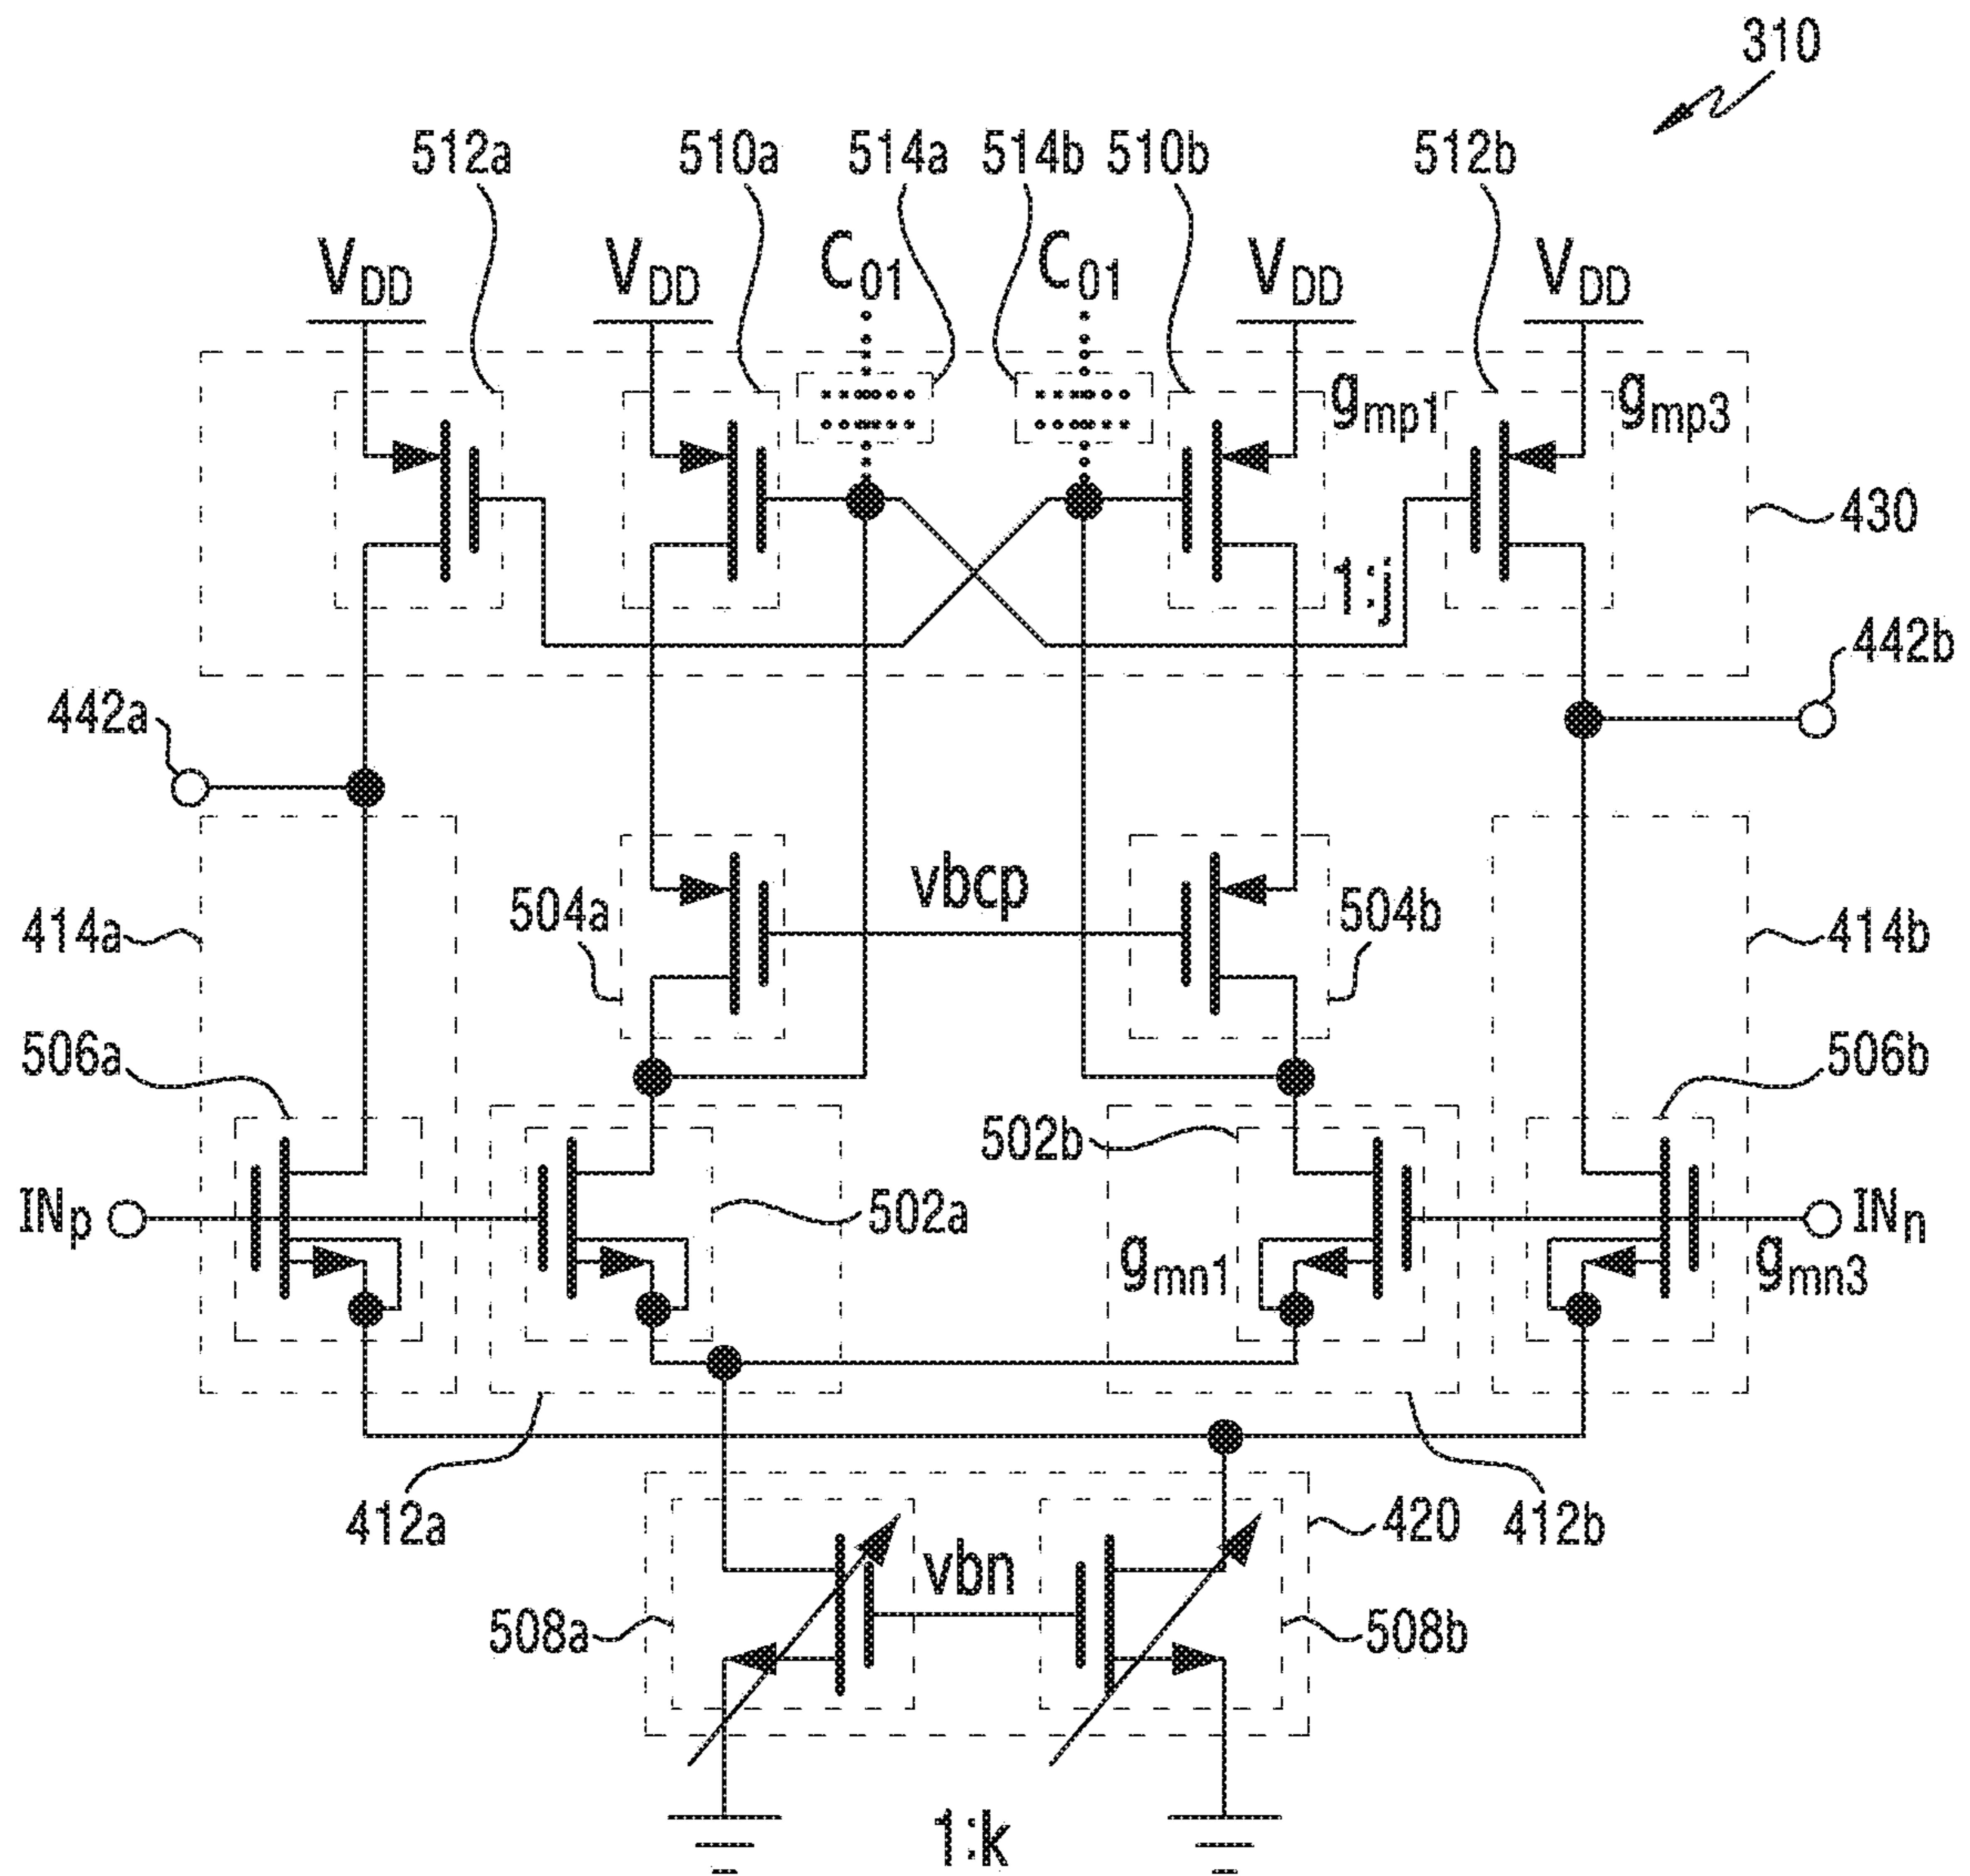 310
512a 510a 514a 514b 510b 512b
VDD VDD C01 C01 VDD VDD
gmp1 gmp3
430
1:j
442b
442a
504a vbcp 504b
414a 414b
506a 506b
502b
INp 502a INn
gmn1 gmn3
412a 420 412b
vbn
508a 508b
1:k